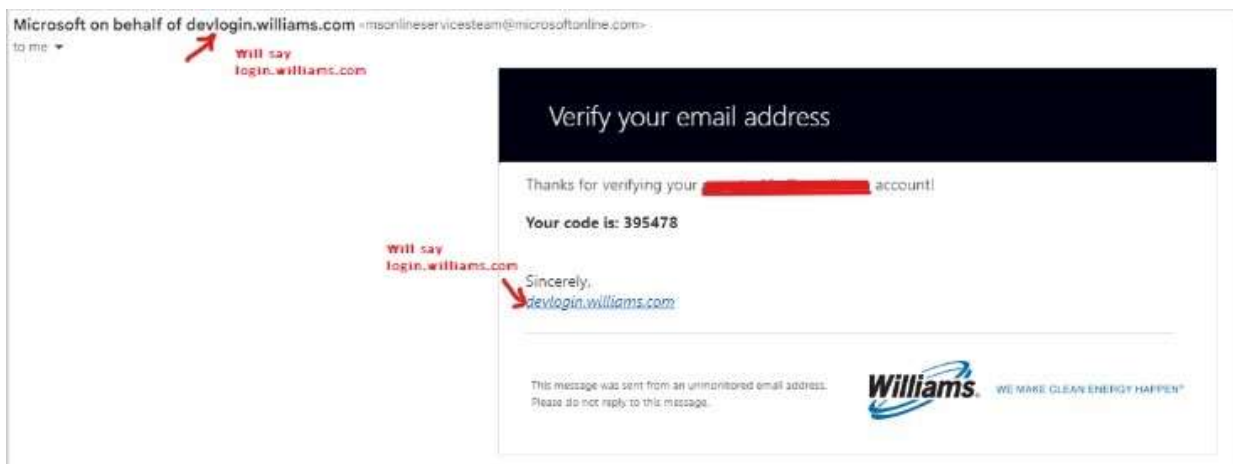 Microsoft on behalf of devlogin.williams.com <msonlineservicesteam@microsoftonline.com>
to me
Will say
login.williams.com
Verify your email address
Thanks for verifying your account!
Your code is: 395478
Will say
login.williams.com
Sincerely,
devlogin.williams.com
This message was sent from an unmonitored email address.
Please do not reply to this message.
Williams.
WE MAKE CLEAN ENERGY HAPPEN®